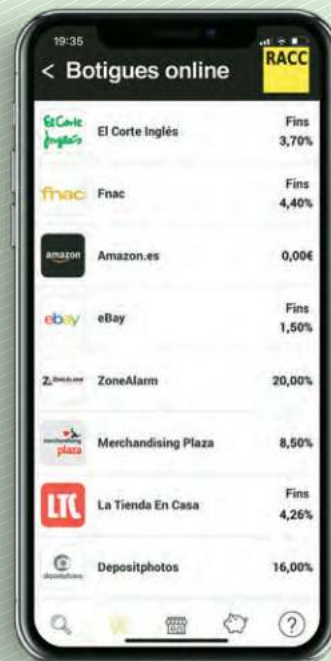 19:35
< Botigues online
RACC
El Corte Inglés
El Corte Inglés
Fins
3,70%
fnac
Fnac
Fins
4,40%
amazon
Amazon.es
0,00€
ebay
eBay
Fins
1,50%
ZoneAlarm
20,00%
merchandising
plaza
Merchandising Plaza
8,50%
LTC
La Tienda En Casa
Fins
4,26%
depositphotos
Depositphotos
16,00%
?